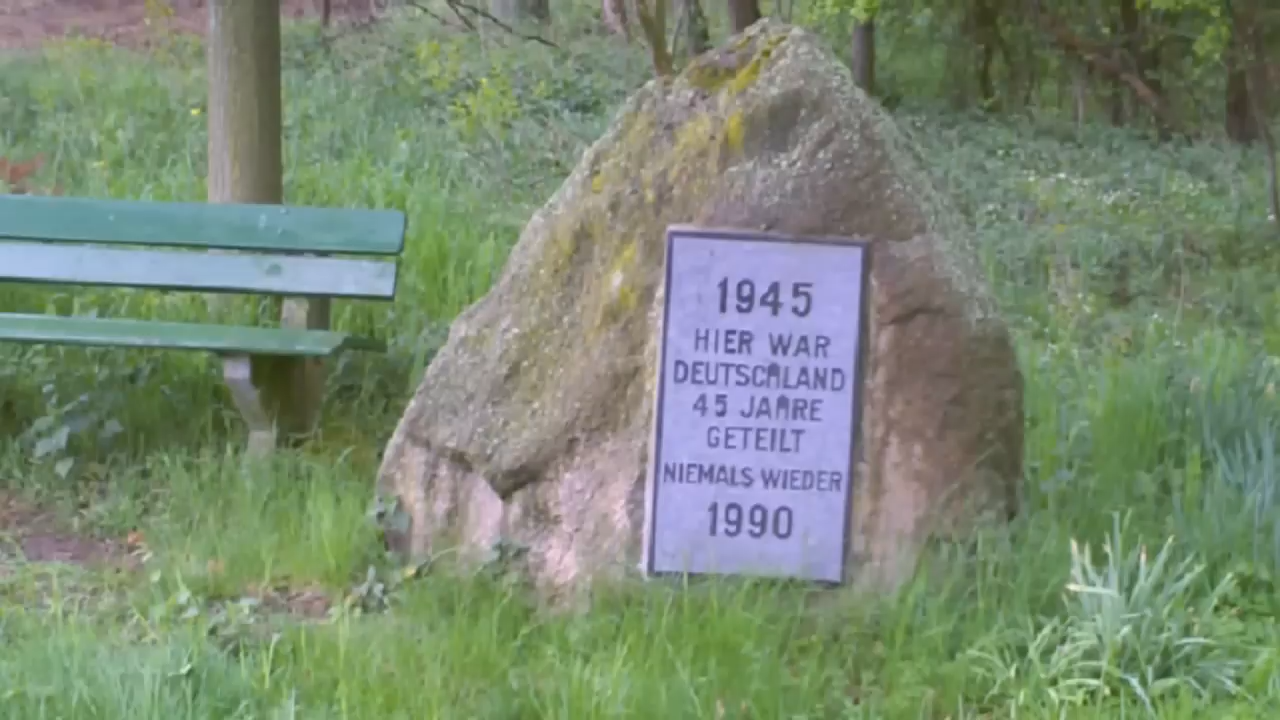 1945
HIER WAR
DEUTSCHLAND
45 JAHRE
GETEILT
NIEMALS WIEDER
1990